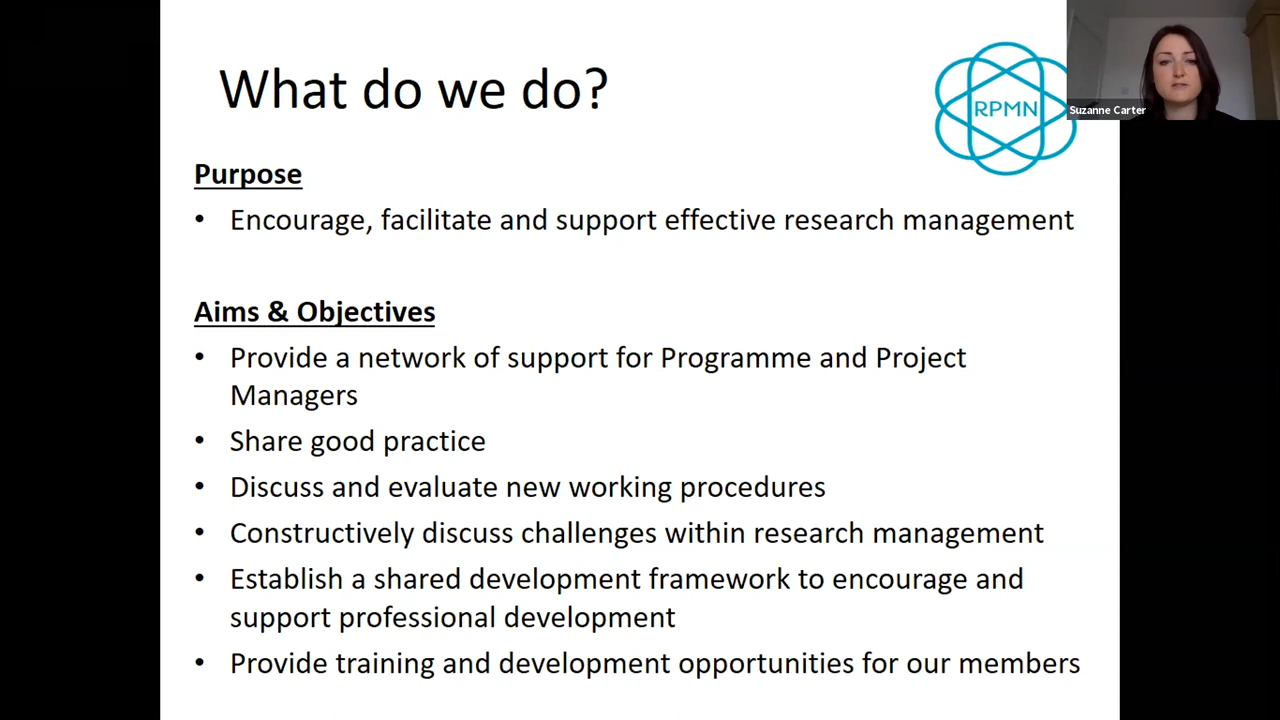 What do we do?
RPMN
Suzanne Carter
Purpose
• Encourage, facilitate and support effective research management
Aims & Objectives
• Provide a network of support for Programme and Project
Managers
• Share good practice
• Discuss and evaluate new working procedures
• Constructively discuss challenges within research management
• Establish a shared development framework to encourage and
support professional development
• Provide training and development opportunities for our members